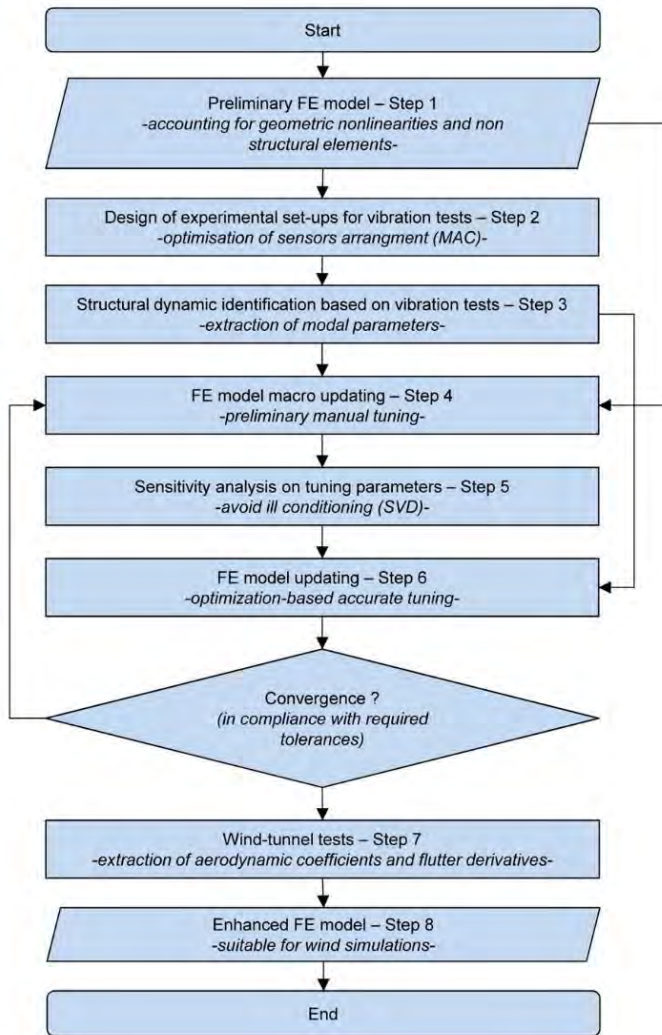 Start
Preliminary FE model – Step 1
-accounting for geometric nonlinearities and non
structural elements-
Design of experimental set-ups for vibration tests – Step 2
-optimisation of sensors arrangment (MAC)-
Structural dynamic identification based on vibration tests – Step 3
-extraction of modal parameters-
FE model macro updating – Step 4
-preliminary manual tuning-
Sensitivity analysis on tuning parameters – Step 5
-avoid ill conditioning (SVD)-
FE model updating – Step 6
-optimization-based accurate tuning-
Convergence ?
(in compliance with required
tolerances)
Wind-tunnel tests – Step 7
-extraction of aerodynamic coefficients and flutter derivatives-
Enhanced FE model – Step 8
-suitable for wind simulations-
End